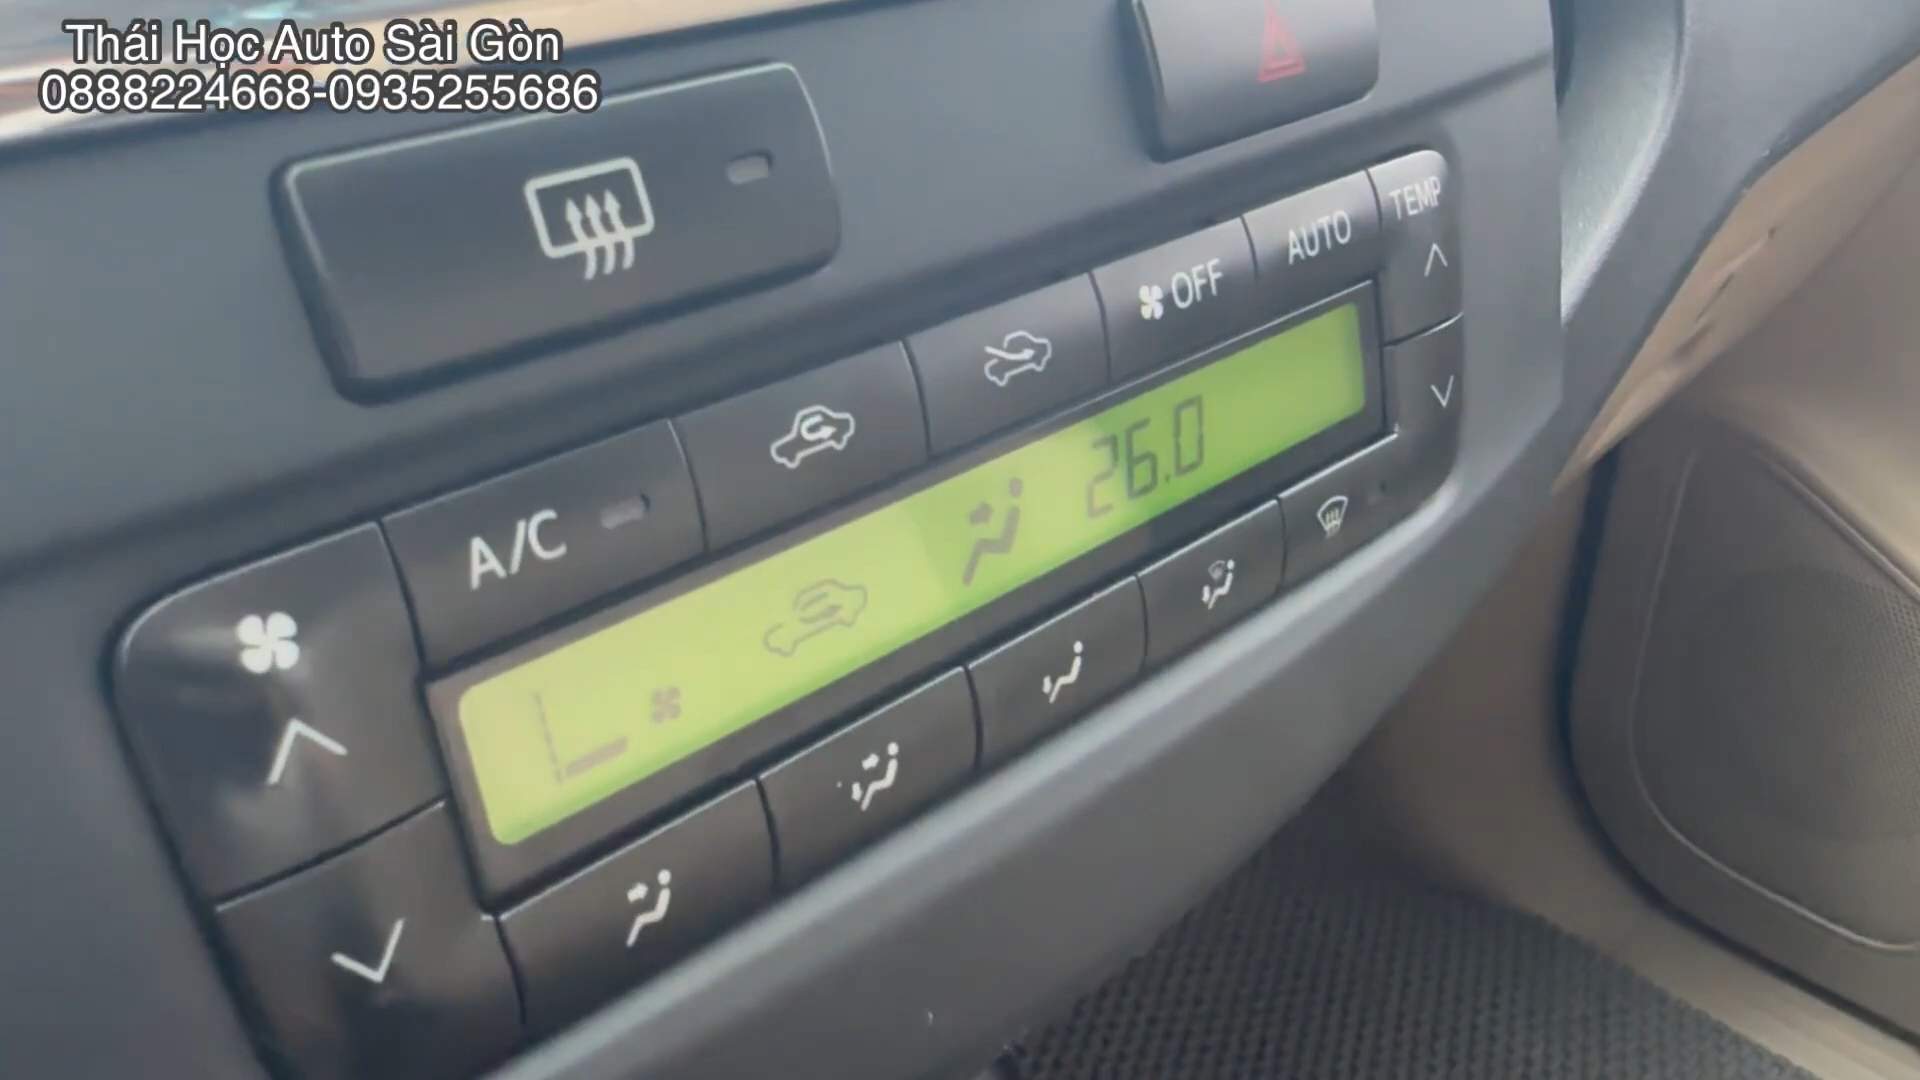 Thái Học Auto Sài Gòn
0888224668-0935255686
TEMP
AUTO
OFF
A/C
26.0